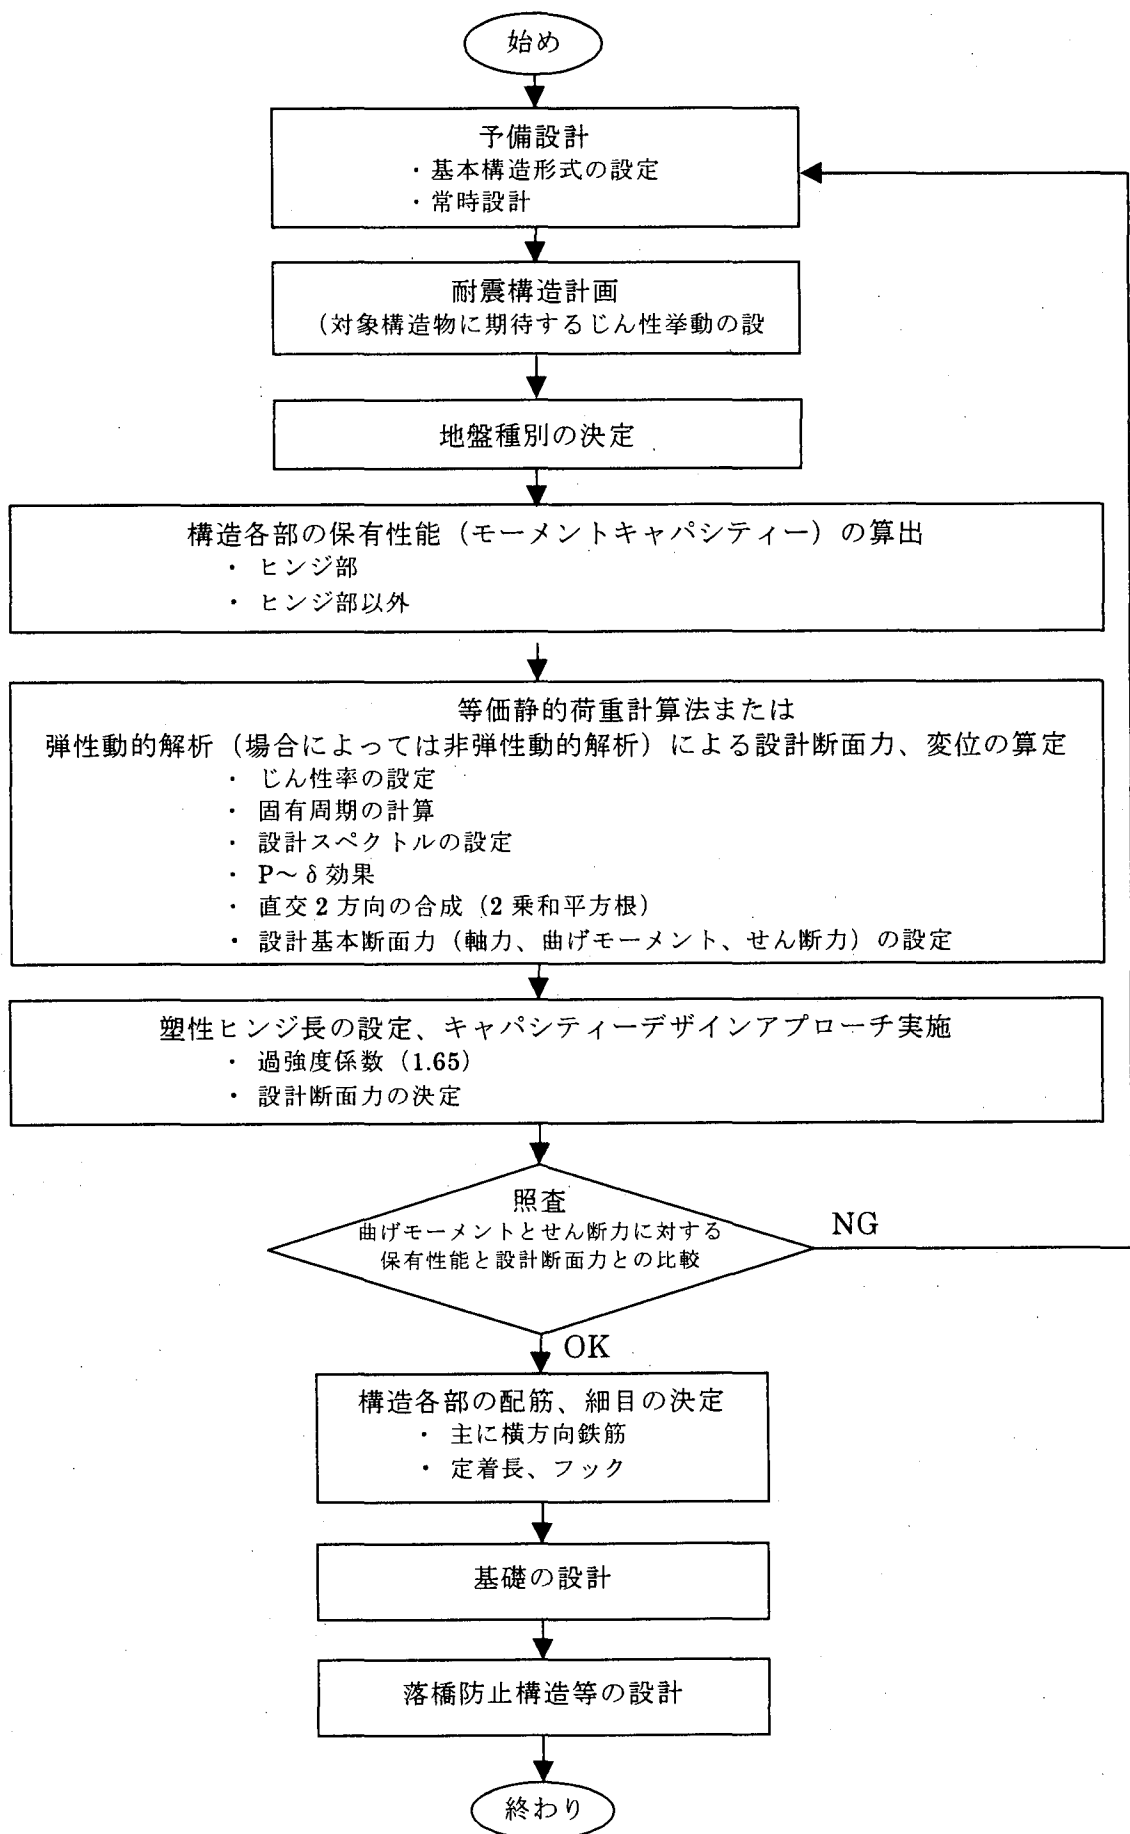 始め
予備設計
・基本構造形式の設定
・常時設計
耐震構造計画
(対象構造物に期待するじん性挙動の設
地盤種別の決定
構造各部の保有性能（モーメントキャパシティー）の算出
・ ヒンジ部
・ ヒンジ部以外
等価静的荷重計算法または
弾性動的解析（場合によっては非弾性動的解析）による設計断面力、変位の算定
・ じん性率の設定
・ 固有周期の計算
・ 設計スペクトルの設定
・ P～δ効果
・ 直交2方向の合成（2乗和平方根）
・ 設計基本断面力（軸力、曲げモーメント、せん断力）の設定
塑性ヒンジ長の設定、キャパシティーデザインアプローチ実施
・ 過強度係数（1.65）
・ 設計断面力の決定
照査
曲げモーメントとせん断力に対する
保有性能と設計断面力との比較
NG
OK
構造各部の配筋、細目の決定
・ 主に横方向鉄筋
・ 定着長、フック
基礎の設計
落橋防止構造等の設計
終わり